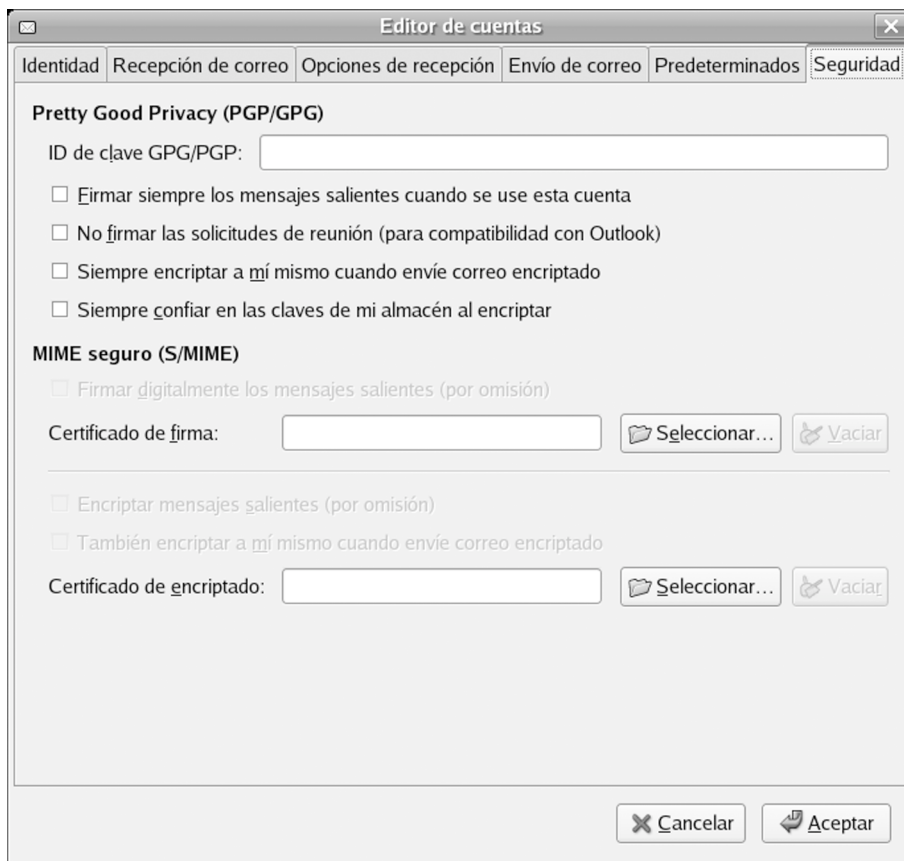 Editor de cuentas
Identidad Recepción de correo Opciones de recepción Envío de correo Predeterminados Seguridad
Pretty Good Privacy (PGP/GPG)
ID de clave GPG/PGP:
Firmar siempre los mensajes salientes cuando se use esta cuenta
No firmar las solicitudes de reunión (para compatibilidad con Outlook)
Siempre encriptar a mí mismo cuando envíe correo encriptado
Siempre confiar en las claves de mi almacén al encriptar
MIME seguro (S/MIME)
Firmar digitalmente los mensajes salientes (por omisión)
Certificado de firma: Seleccionar... Vaciar
Encriptar mensajes salientes (por omisión)
También encriptar a mí mismo cuando envíe correo encriptado
Certificado de encriptado: Seleccionar... Vaciar
Cancelar Aceptar